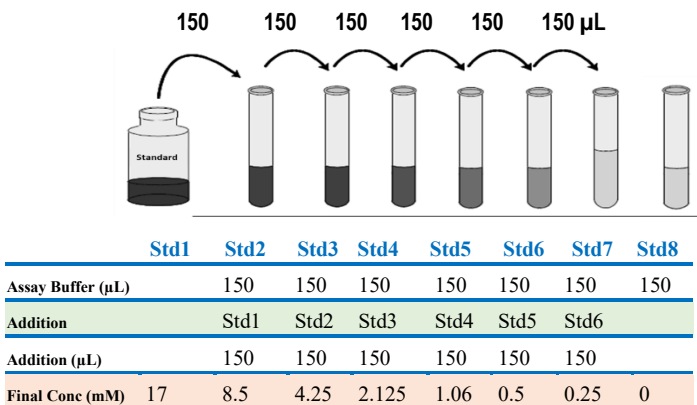 150 150 150 150 150 150 µL
Standard
Std1 Std2 Std3 Std4 Std5 Std6 Std7 Std8
Assay Buffer (µL) 150 150 150 150 150 150 150
Addition Std1 Std2 Std3 Std4 Std5 Std6
Addition (µL) 150 150 150 150 150 150
Final Conc (mM) 17 8.5 4.25 2.125 1.06 0.5 0.25 0